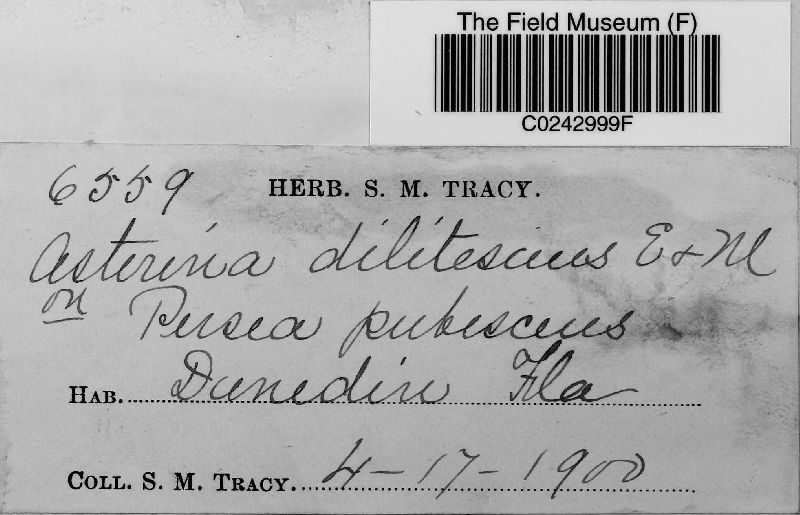 The Field Museum (F)
C0242999F
6559 HERB. S. M. TRACY.
Asterina dilitescens E & M
on Persea pubescens
HAB. Dunedin Fla
COLL. S. M. TRACY. 4-17-1900